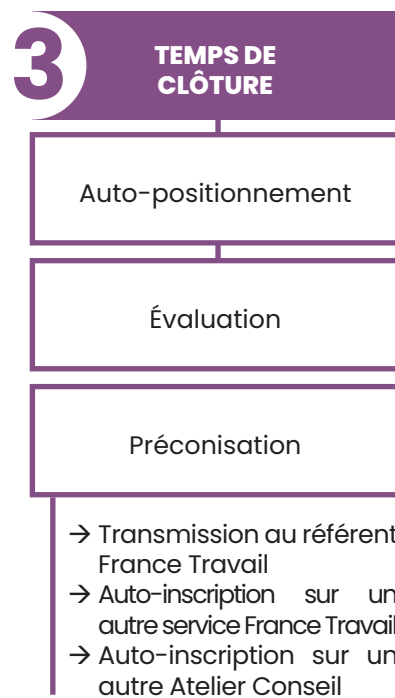 3
TEMPS DE
CLÔTURE
Auto-positionnement
Évaluation
Préconisation
→ Transmission au référent
France Travail
→ Auto-inscription sur un
autre service France Travail
→ Auto-inscription sur un
autre Atelier Conseil